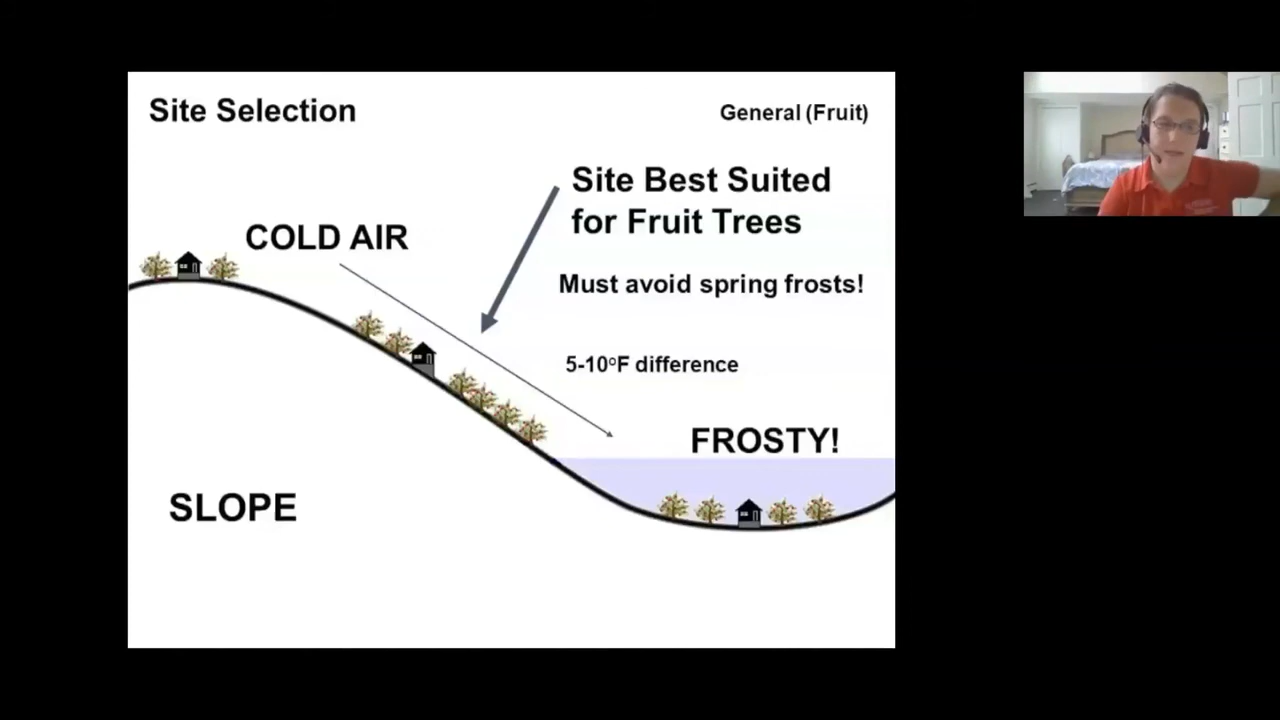 Site Selection
General (Fruit)
Site Best Suited
for Fruit Trees
COLD AIR
Must avoid spring frosts!
5-10°F difference
FROSTY!
SLOPE